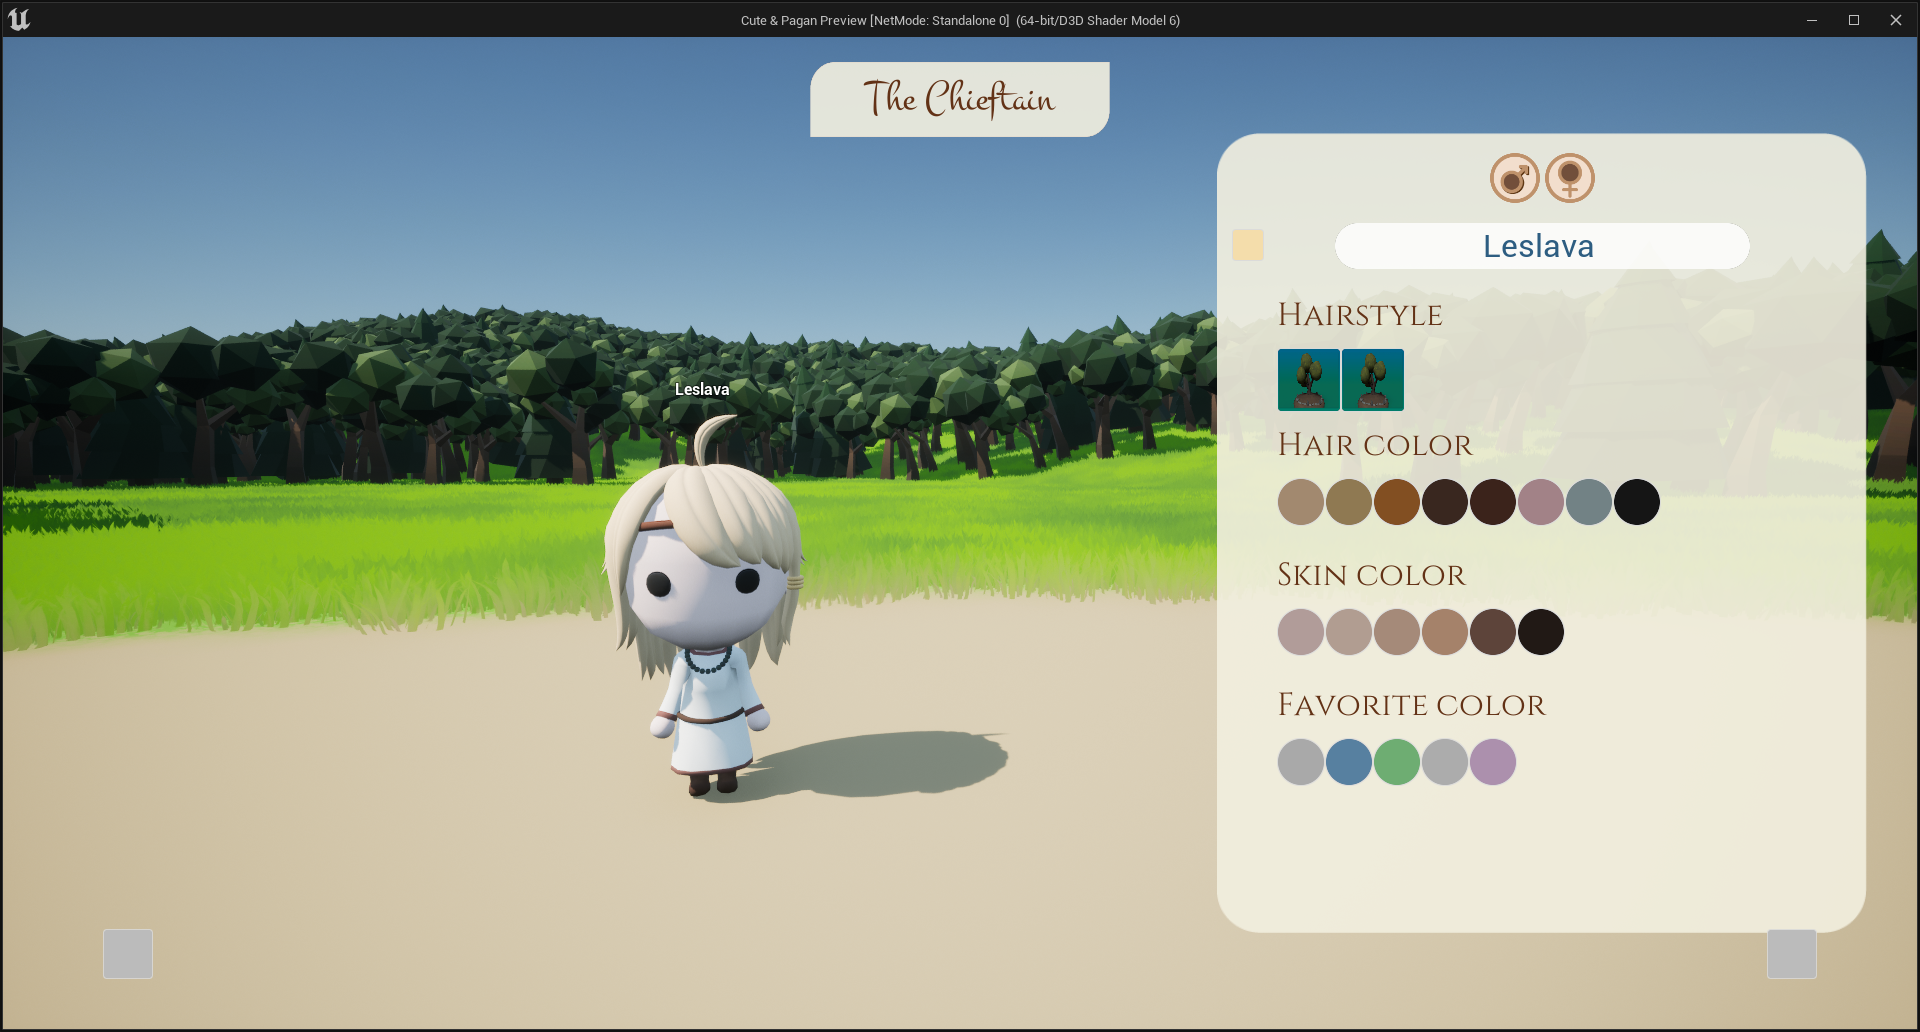 Cute & Pagan Preview [NetMode: Standalone 0] (64-bit/D3D Shader Model 6)
The Chieftain
Leslava
Hairstyle
Leslava
Hair color
Skin color
Favorite color